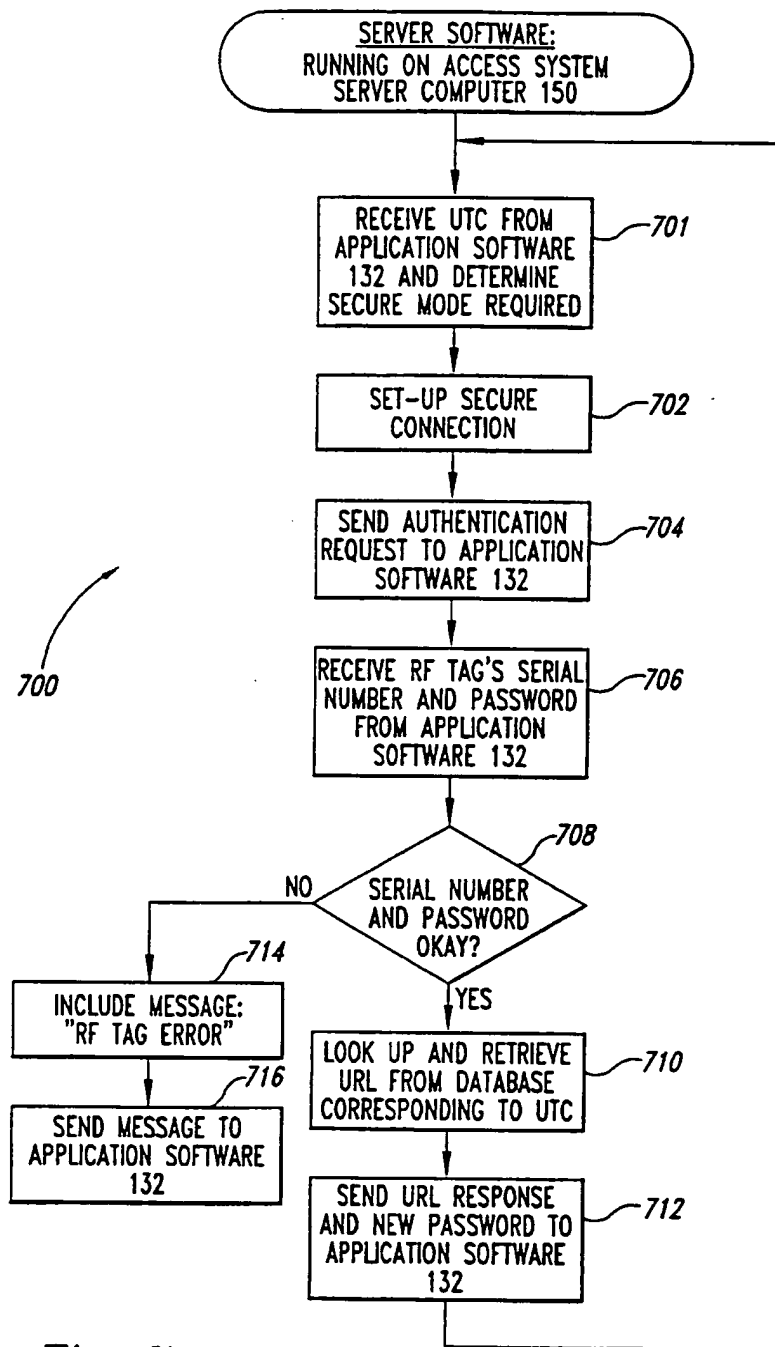 SERVER SOFTWARE:
RUNNING ON ACCESS SYSTEM
SERVER COMPUTER 150
RECEIVE UTC FROM
APPLICATION SOFTWARE
132 AND DETERMINE
SECURE MODE REQUIRED
701
SET-UP SECURE
CONNECTION
702
SEND AUTHENTICATION
REQUEST TO APPLICATION
SOFTWARE 132
704
700
RECEIVE RF TAG'S SERIAL
NUMBER AND PASSWORD
FROM APPLICATION
SOFTWARE 132
706
708
NO
SERIAL NUMBER
AND PASSWORD
OKAY?
YES
714
INCLUDE MESSAGE:
"RF TAG ERROR"
716
SEND MESSAGE TO
APPLICATION SOFTWARE
132
LOOK UP AND RETRIEVE
URL FROM DATABASE
CORRESPONDING TO UTC
710
SEND URL RESPONSE
AND NEW PASSWORD TO
APPLICATION SOFTWARE
132
712